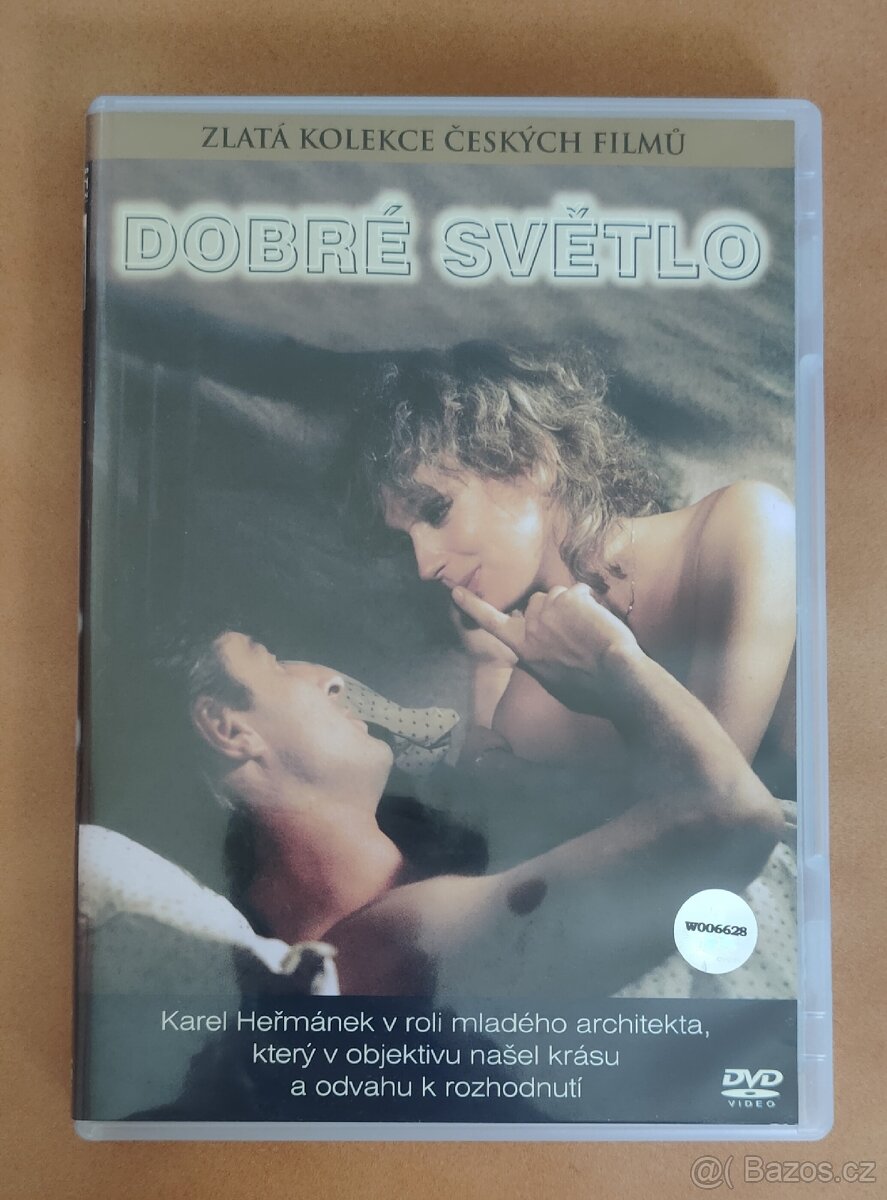 ZLATÁ KOLEKCE ČESKÝCH FILMŮ
DOBRÉ SVĚTLO
W006628
Karel Heřmánek v roli mladého architekta,
který v objektivu našel krásu
a odvahu k rozhodnutí
DVD
VIDEO
@( Bazos.cz